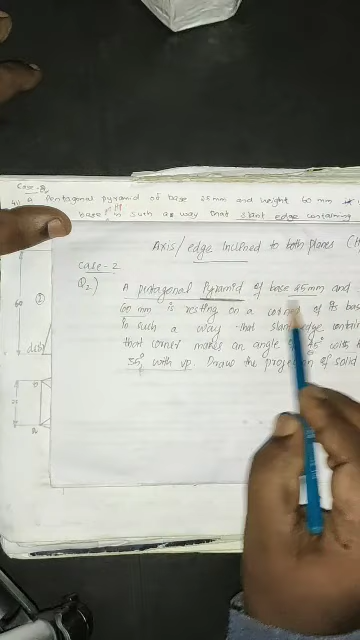 Case-2
A Pentagonal pyramid of base 25mm and height 60 mm is
base in such a way that slant edge containing
Axis/edge Inclined to both planes (H
Case-2
Q2) A pentagonal Pyramid of base 25mm and
60 mm is resting on a corner of its bas
in such a way that slant edge contain
that corner makes an angle 45° with H
35° with VP. Draw the projection of solid